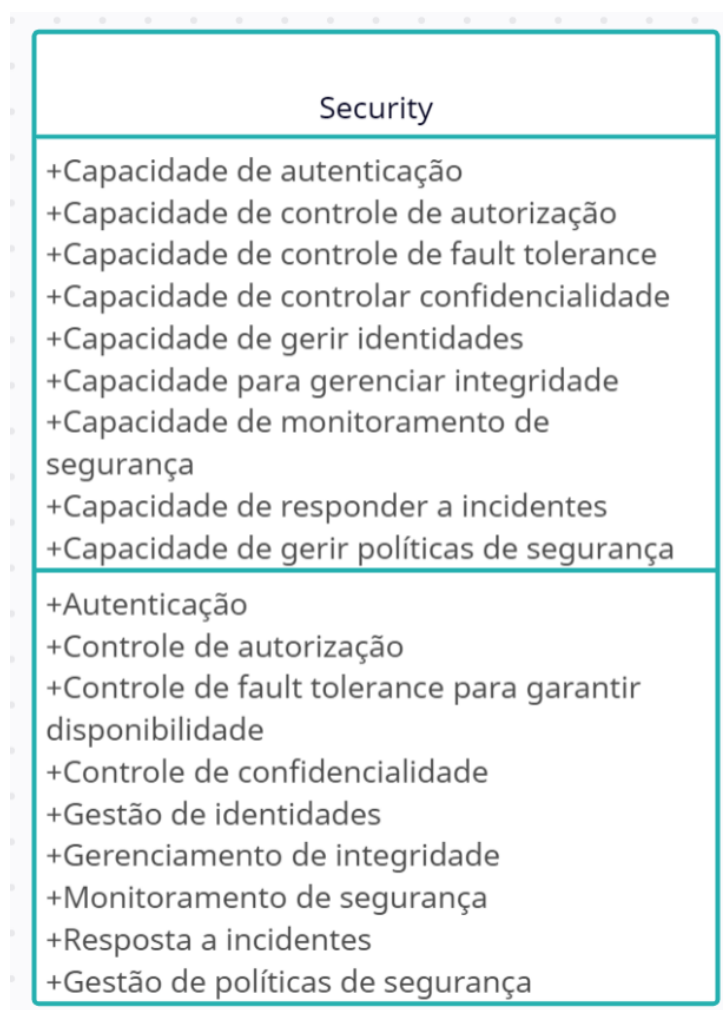 Security
+Capacidade de autenticação
+Capacidade de controle de autorização
+Capacidade de controle de fault tolerance
+Capacidade de controlar confidencialidade
+Capacidade de gerir identidades
+Capacidade para gerenciar integridade
+Capacidade de monitoramento de
segurança
+Capacidade de responder a incidentes
+Capacidade de gerir políticas de segurança
+Autenticação
+Controle de autorização
+Controle de fault tolerance para garantir
disponibilidade
+Controle de confidencialidade
+Gestão de identidades
+Gerenciamento de integridade
+Monitoramento de segurança
+Resposta a incidentes
+Gestão de políticas de segurança